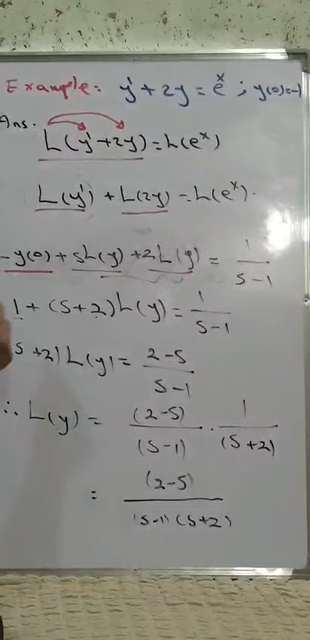 Example: y' + 2y = e^x ; y(0) = -1
Ans.
L(y' + 2y) = L(e^x)
L(y') + L(2y) = L(e^x).
-y(0) + sL(y) + 2L(y) = 1/(s-1)
1 + (s+2)L(y) = 1/(s-1)
s+2) L(y) = (2-s)/(s-1)
∴ L(y) = (2-s)/(s-1) · 1/(s+2)
= (2-s)/((s-1)(s+2))